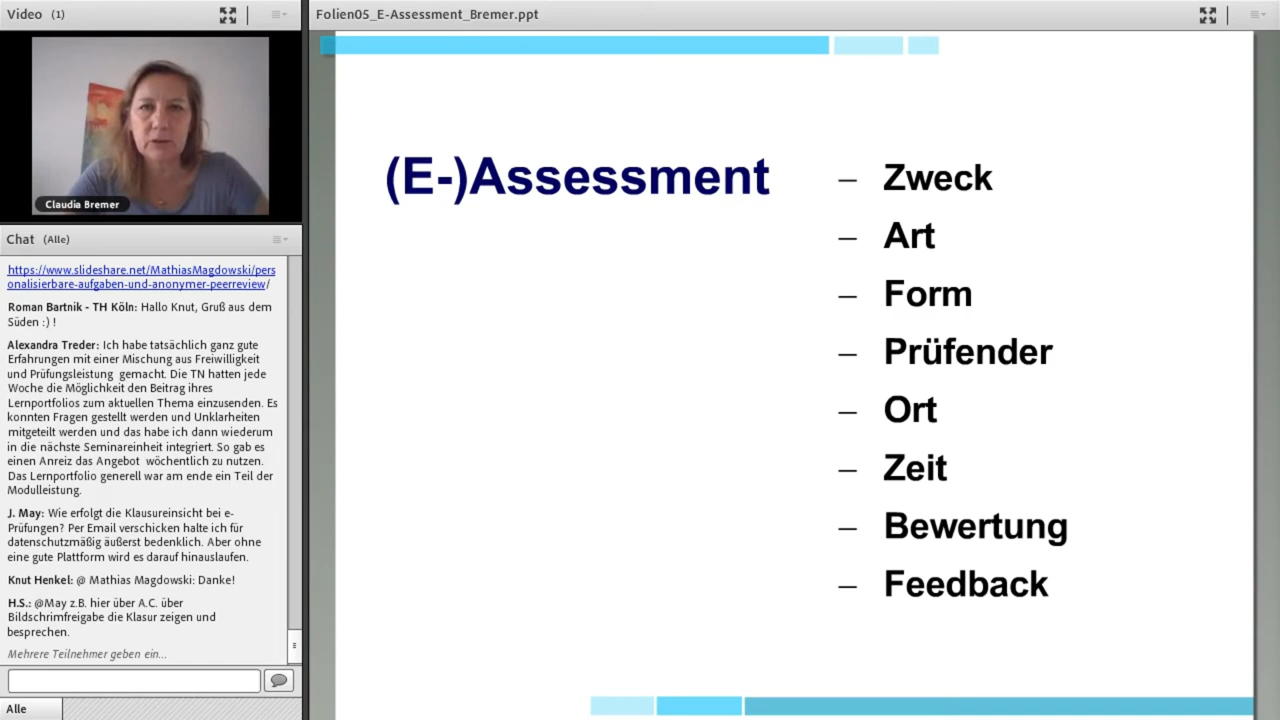 Video (1)
Claudia Bremer
Chat (Alle)
https://www.slideshare.net/MathiasMagdowski/pers
onalisierbare-aufgaben-und-anonymer-peerreview/
Roman Bartnik - TH Köln: Hallo Knut, Gruß aus dem
Süden :) !
Alexandra Treder: Ich habe tatsächlich ganz gute
Erfahrungen mit einer Mischung aus Freiwilligkeit
und Prüfungsleistung gemacht. Die TN hatten jede
Woche die Möglichkeit den Beitrag ihres
Lernportfolios zum aktuellen Thema einzusenden. Es
konnten Fragen gestellt werden und Unklarheiten
mitgeteilt werden und das habe ich dann wiederum
in die nächste Seminareinheit integriert. So gab es
einen Anreiz das Angebot wöchentlich zu nutzen.
Das Lernportfolio generell war am ende ein Teil der
Modulleistung.
J. May: Wie erfolgt die Klausureinsicht bei e-
Prüfungen? Per Email verschicken halte ich für
datenschutzmäßig äußerst bedenklich. Aber ohne
eine gute Plattform wird es darauf hinauslaufen.
Knut Henkel: @ Mathias Magdowski: Danke!
H.S.: @May z.B. hier über A.C. über
Bildschrimfreigabe die Klasur zeigen und
besprechen.
Mehrere Teilnehmer geben ein...
Alle
Folien05_E-Assessment_Bremer.ppt
(E-)Assessment
– Zweck
– Art
– Form
– Prüfender
– Ort
– Zeit
– Bewertung
– Feedback